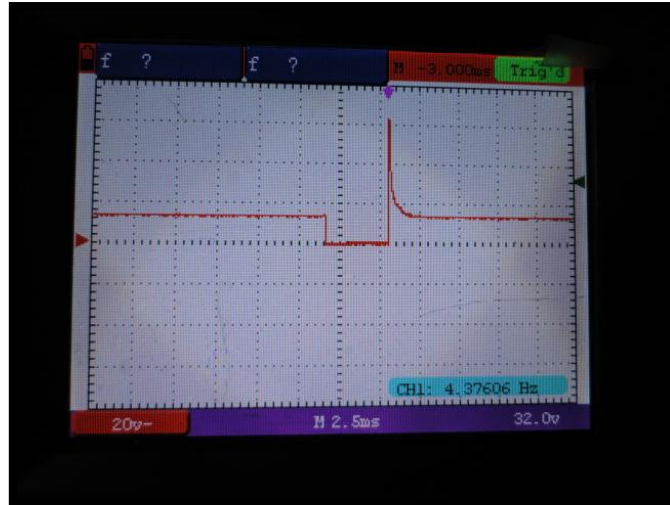 f ?
f ?
M -3.000ms
Trig'd
CH1: 4.37606 Hz
20v-
M 2.5ms
32.0v